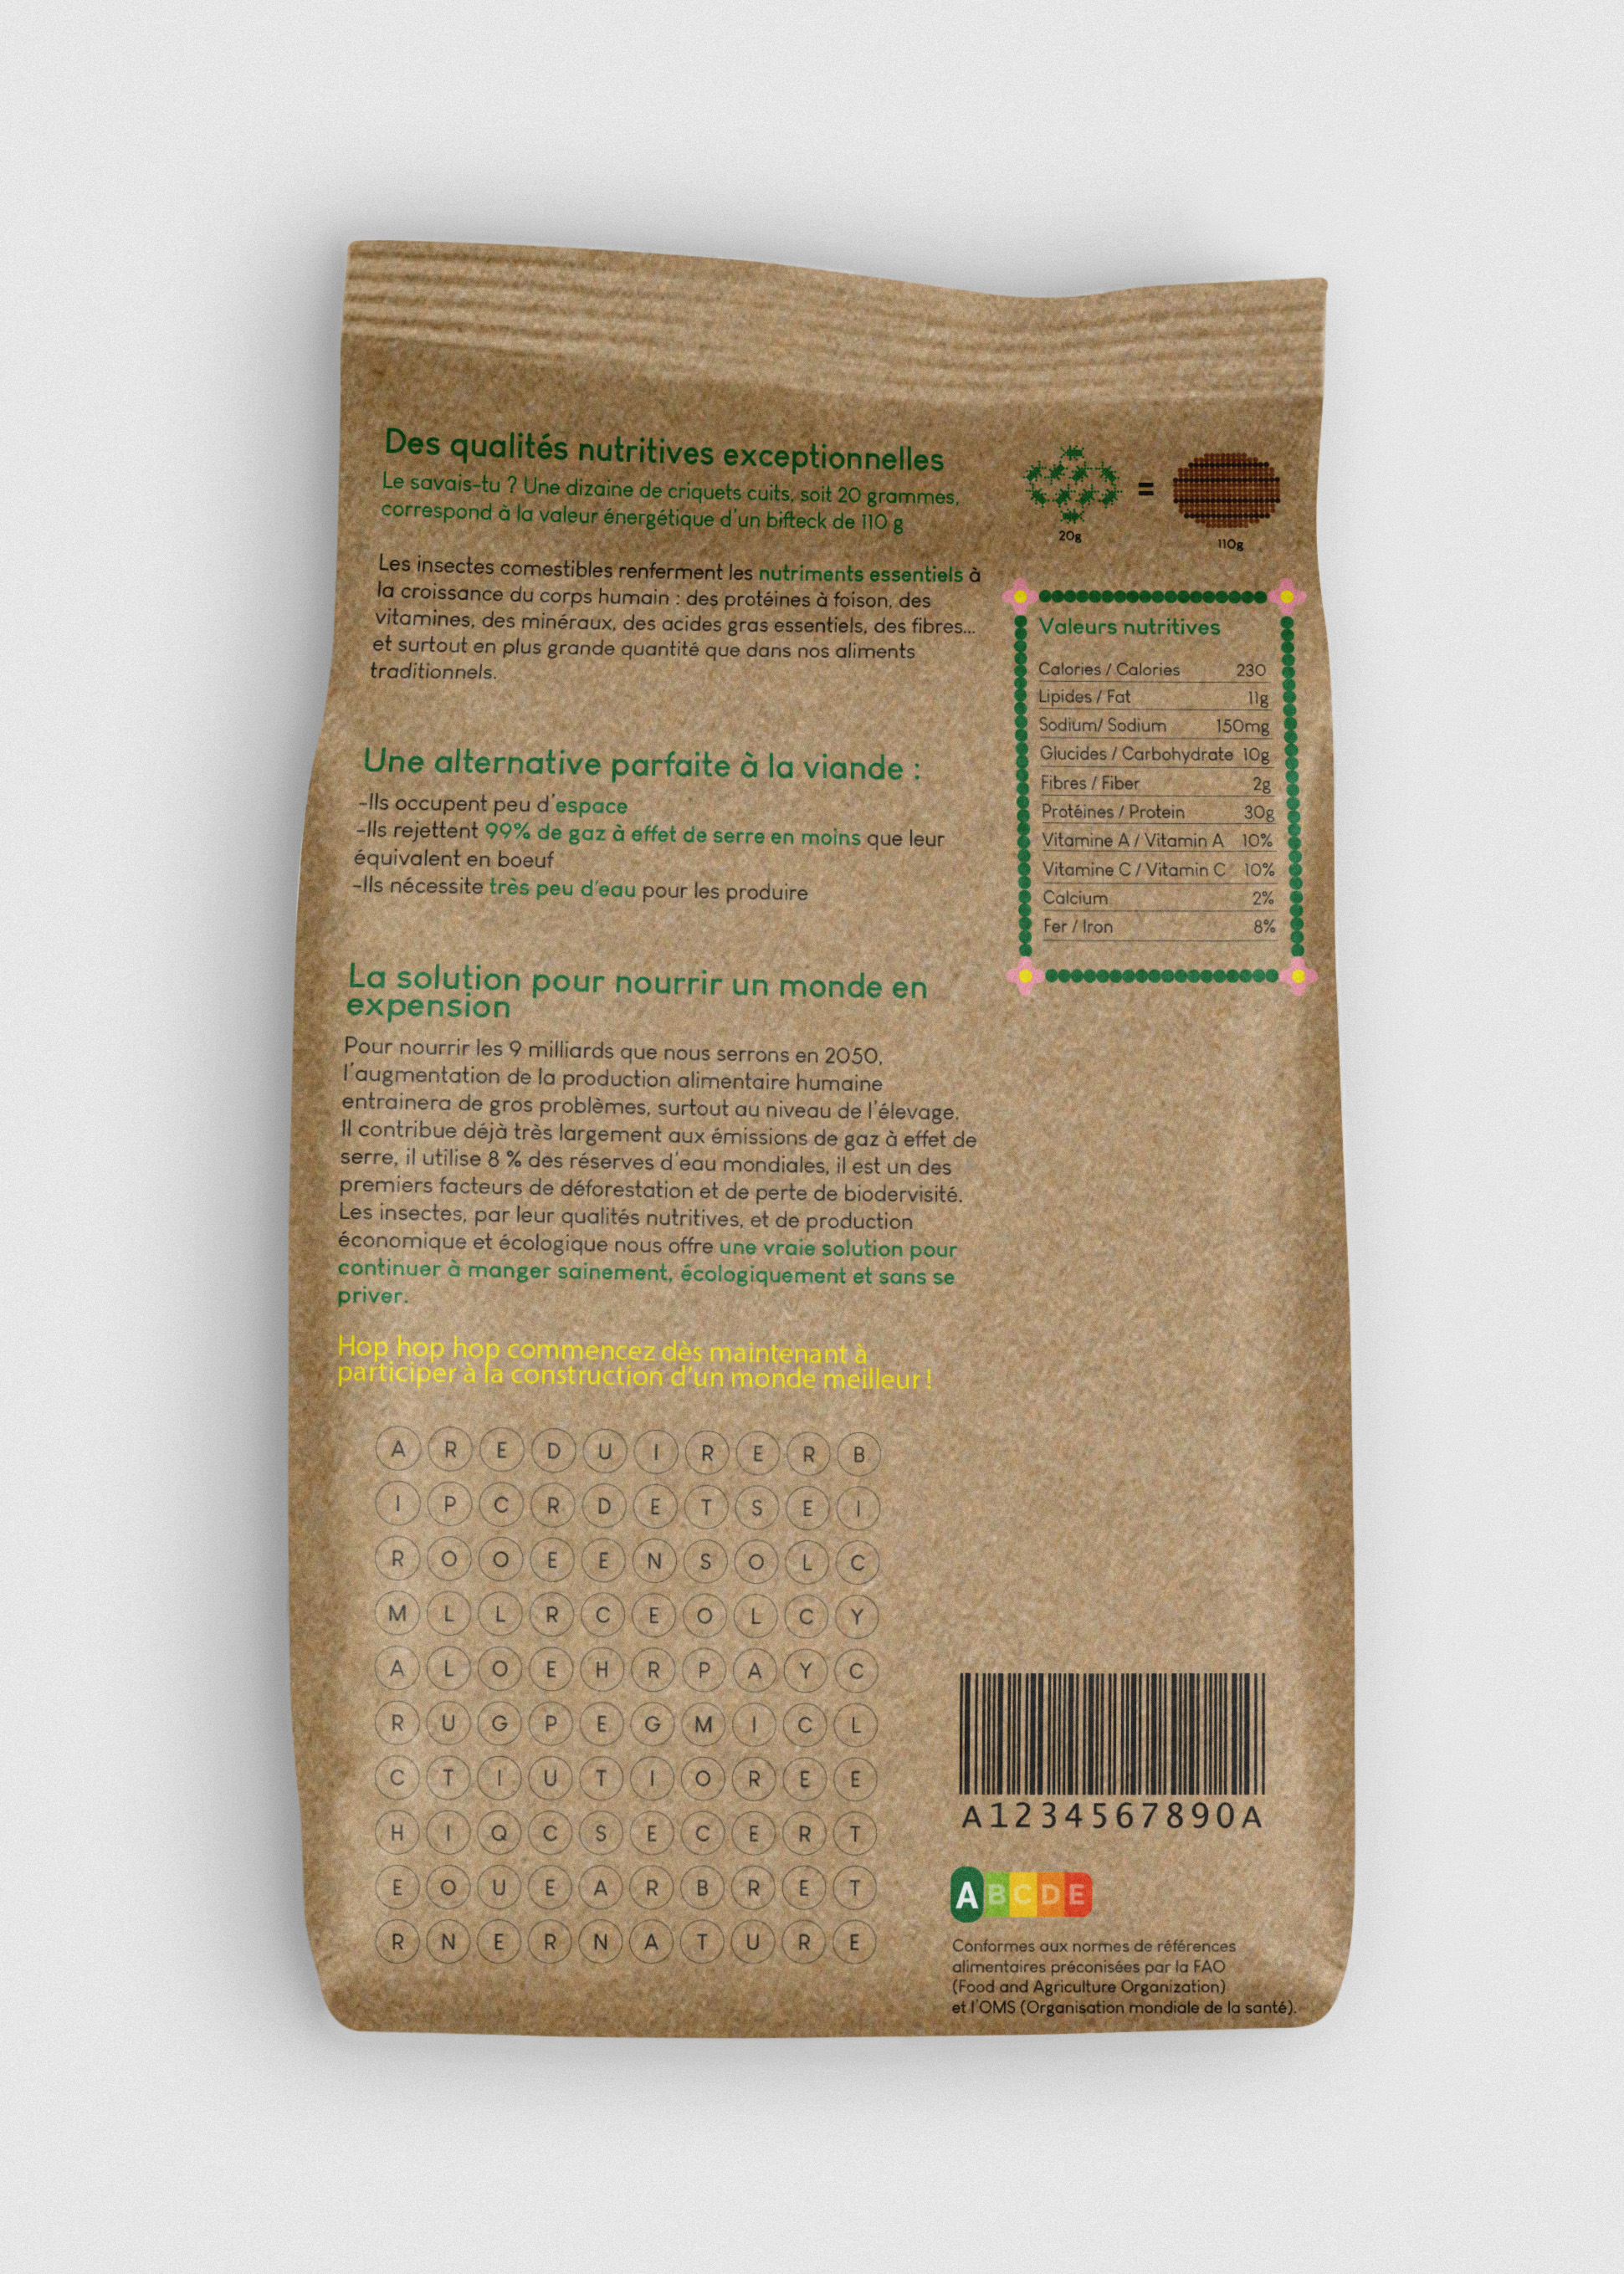 Des qualités nutritives exceptionnelles
Le savais-tu ? Une dizaine de criquets cuits, soit 20 grammes,
correspond à la valeur énergétique d'un bifteck de 110 g
Les insectes comestibles renferment les nutriments essentiels à
la croissance du corps humain : des protéines à foison, des
vitamines, des minéraux, des acides gras essentiels, des fibres...
et surtout en plus grande quantité que dans nos aliments
traditionnels.
=
20g
110g
Valeurs nutritives
Calories / Calories 230
Lipides / Fat 11g
Sodium/ Sodium 150mg
Glucides / Carbohydrate 10g
Fibres / Fiber 2g
Protéines / Protein 30g
Vitamine A / Vitamin A 10%
Vitamine C / Vitamin C 10%
Calcium 2%
Fer / Iron 8%
Une alternative parfaite à la viande :
-Ils occupent peu d'espace
-Ils rejettent 99% de gaz à effet de serre en moins que leur
équivalent en boeuf
-Ils nécessite très peu d'eau pour les produire
La solution pour nourrir un monde en
expension
Pour nourrir les 9 milliards que nous serrons en 2050,
l'augmentation de la production alimentaire humaine
entrainera de gros problèmes, surtout au niveau de l'élevage.
Il contribue déjà très largement aux émissions de gaz à effet de
serre, il utilise 8 % des réserves d'eau mondiales, il est un des
premiers facteurs de déforestation et de perte de biodervisité.
Les insectes, par leur qualités nutritives, et de production
économique et écologique nous offre une vraie solution pour
continuer à manger sainement, écologiquement et sans se
priver.
Hop hop hop commencez dès maintenant à
participer à la construction d'un monde meilleur !
A R E D U I R E R B
I P C R D E T S E I
R O O E E N S O L C
M L L R C E O L C Y
A L O E H R P A Y C
R U G P E G M I C L
C T I U T I O R E E
H I Q C S E C E R T
E O U E A R B R E T
R N E R N A T U R E
A1234567890A
A B C D E
Conformes aux normes de références
alimentaires préconisées par la FAO
(Food and Agriculture Organization)
et l'OMS (Organisation mondiale de la santé).